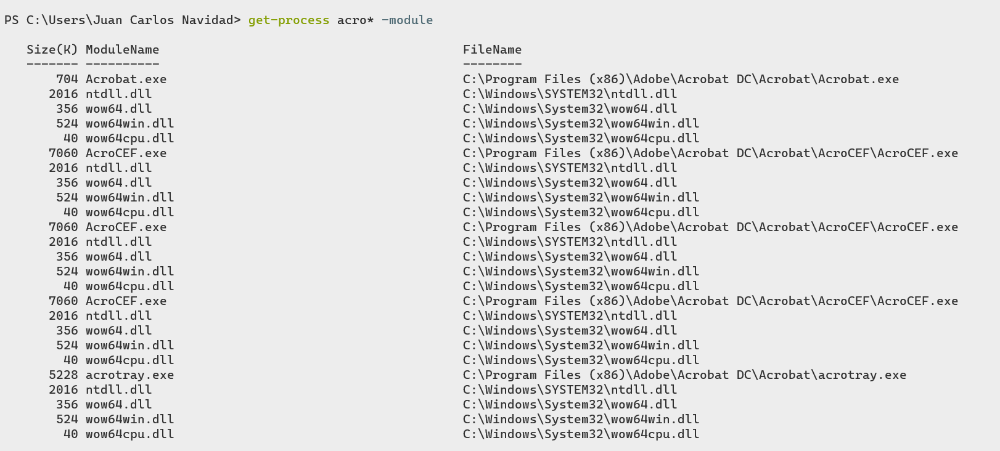 PS C:\Users\Juan Carlos Navidad> get-process acro* -module
Size(K) ModuleName FileName
------- ---------- --------
704 Acrobat.exe C:\Program Files (x86)\Adobe\Acrobat DC\Acrobat\Acrobat.exe
2016 ntdll.dll C:\Windows\SYSTEM32\ntdll.dll
356 wow64.dll C:\Windows\System32\wow64.dll
524 wow64win.dll C:\Windows\System32\wow64win.dll
40 wow64cpu.dll C:\Windows\System32\wow64cpu.dll
7060 AcroCEF.exe C:\Program Files (x86)\Adobe\Acrobat DC\Acrobat\AcroCEF\AcroCEF.exe
2016 ntdll.dll C:\Windows\SYSTEM32\ntdll.dll
356 wow64.dll C:\Windows\System32\wow64.dll
524 wow64win.dll C:\Windows\System32\wow64win.dll
40 wow64cpu.dll C:\Windows\System32\wow64cpu.dll
7060 AcroCEF.exe C:\Program Files (x86)\Adobe\Acrobat DC\Acrobat\AcroCEF\AcroCEF.exe
2016 ntdll.dll C:\Windows\SYSTEM32\ntdll.dll
356 wow64.dll C:\Windows\System32\wow64.dll
524 wow64win.dll C:\Windows\System32\wow64win.dll
40 wow64cpu.dll C:\Windows\System32\wow64cpu.dll
7060 AcroCEF.exe C:\Program Files (x86)\Adobe\Acrobat DC\Acrobat\AcroCEF\AcroCEF.exe
2016 ntdll.dll C:\Windows\SYSTEM32\ntdll.dll
356 wow64.dll C:\Windows\System32\wow64.dll
524 wow64win.dll C:\Windows\System32\wow64win.dll
40 wow64cpu.dll C:\Windows\System32\wow64cpu.dll
5228 acrotray.exe C:\Program Files (x86)\Adobe\Acrobat DC\Acrobat\acrotray.exe
2016 ntdll.dll C:\Windows\SYSTEM32\ntdll.dll
356 wow64.dll C:\Windows\System32\wow64.dll
524 wow64win.dll C:\Windows\System32\wow64win.dll
40 wow64cpu.dll C:\Windows\System32\wow64cpu.dll